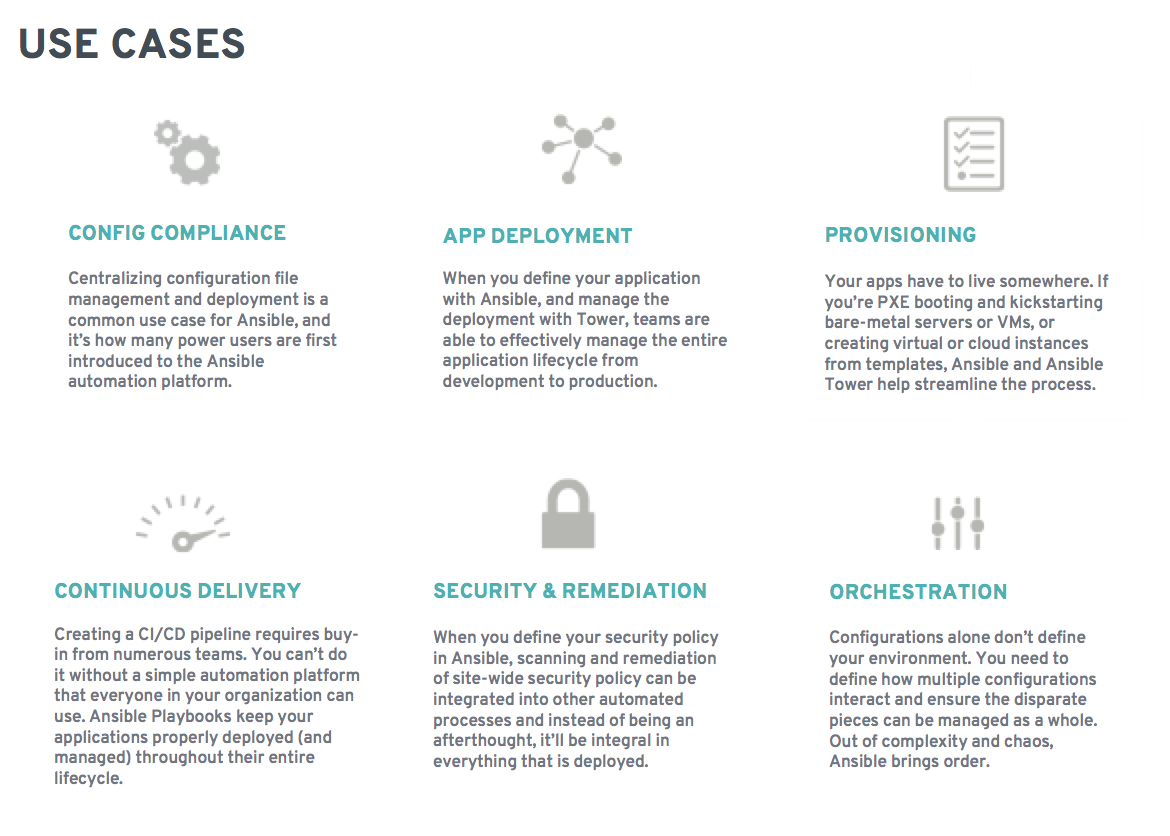 USE CASES
CONFIG COMPLIANCE
Centralizing configuration file
management and deployment is a
common use case for Ansible, and
it's how many power users are first
introduced to the Ansible
automation platform.
APP DEPLOYMENT
When you define your application
with Ansible, and manage the
deployment with Tower, teams are
able to effectively manage the entire
application lifecycle from
development to production.
PROVISIONING
Your apps have to live somewhere. If
you're PXE booting and kickstarting
bare-metal servers or VMs, or
creating virtual or cloud instances
from templates, Ansible and Ansible
Tower help streamline the process.
CONTINUOUS DELIVERY
Creating a CI/CD pipeline requires buy-
in from numerous teams. You can't do
it without a simple automation platform
that everyone in your organization can
use. Ansible Playbooks keep your
applications properly deployed (and
managed) throughout their entire
lifecycle.
SECURITY & REMEDIATION
When you define your security policy
in Ansible, scanning and remediation
of site-wide security policy can be
integrated into other automated
processes and instead of being an
afterthought, it'll be integral in
everything that is deployed.
ORCHESTRATION
Configurations alone don't define
your environment. You need to
define how multiple configurations
interact and ensure the disparate
pieces can be managed as a whole.
Out of complexity and chaos,
Ansible brings order.